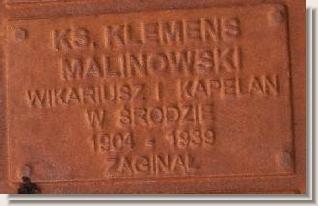 KS. KLEMENS
MALINOWSKI
WIKARIUSZ I KAPELAN
W ŚRODZIE
1904 - 1939
ZAGINĄŁ